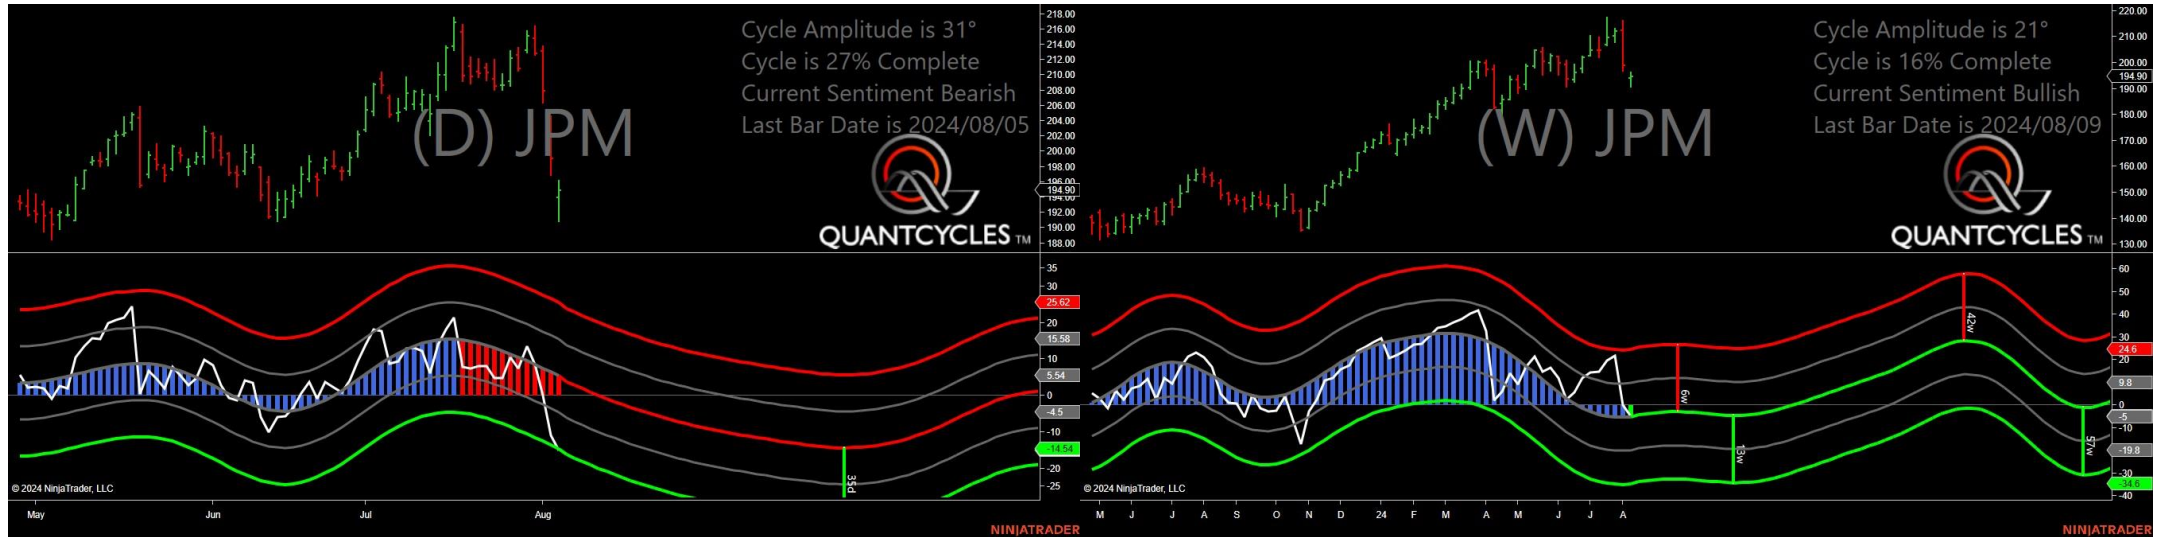 Cycle Amplitude is 31°
Cycle is 27% Complete
Current Sentiment Bearish
Last Bar Date is 2024/08/05
(D) JPM
QUANTCYCLES TM
218.00
216.00
214.00
212.00
210.00
208.00
206.00
204.00
202.00
200.00
198.00
196.00
194.90
192.00
190.00
188.00
35
30
25.62
20
15.58
10
5.54
0
-4.5
-10
-14.54
-20
-25
35d
© 2024 NinjaTrader, LLC
May Jun Jul Aug
NINJATRADER
Cycle Amplitude is 21°
Cycle is 16% Complete
Current Sentiment Bullish
Last Bar Date is 2024/08/09
(W) JPM
QUANTCYCLES TM
220.00
210.00
200.00
194.90
190.00
180.00
170.00
160.00
150.00
140.00
130.00
60
50
40
30
24.6
20
9.8
0
-5
-10
-19.8
-30
-34.6
-40
6w
13w
42w
57w
© 2024 NinjaTrader, LLC
M J J A S O N D 24 F M A M J J A
NINJATRADER